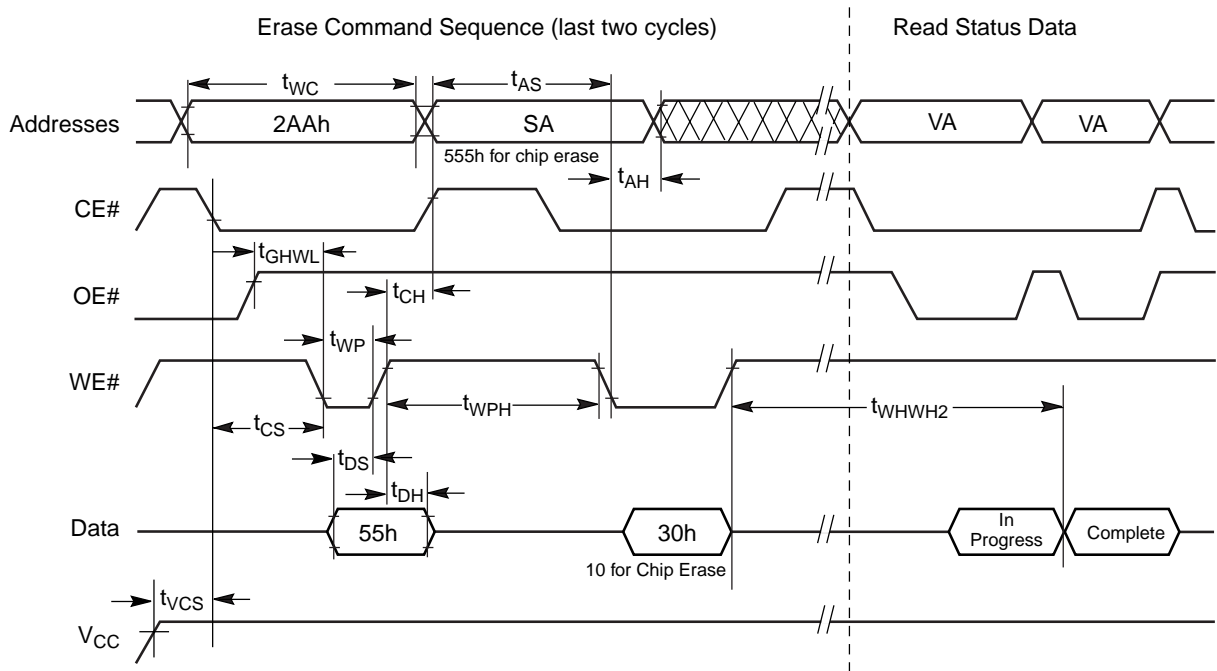 Erase Command Sequence (last two cycles)
Read Status Data
tWC
tAS
Addresses
2AAh
SA
VA
VA
555h for chip erase
tAH
CE#
tGHWL
OE#
tCH
tWP
WE#
tWPH
tWHWH2
tCS
tDS
tDH
Data
55h
30h
In
Progress
Complete
10 for Chip Erase
tVCS
VCC